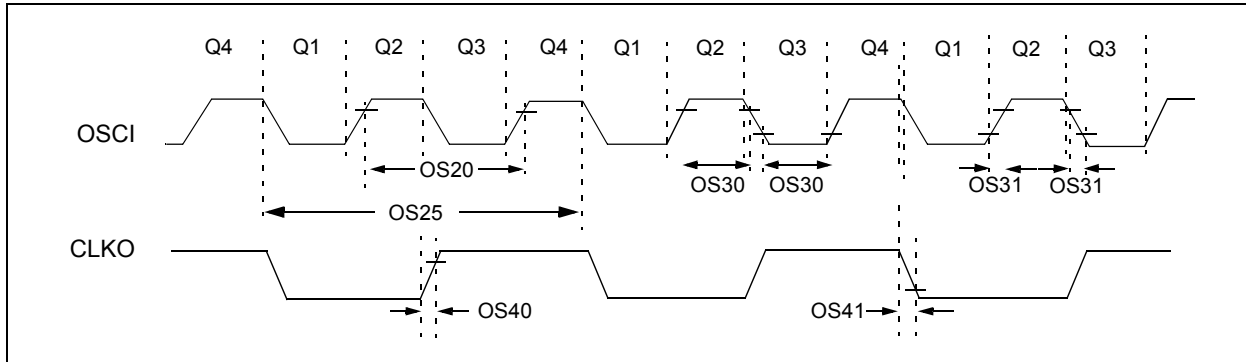 Q4 Q1 Q2 Q3 Q4 Q1 Q2 Q3 Q4 Q1 Q2 Q3
OSCI
OS20 OS30 OS30 OS31 OS31
OS25
CLKO
OS40 OS41